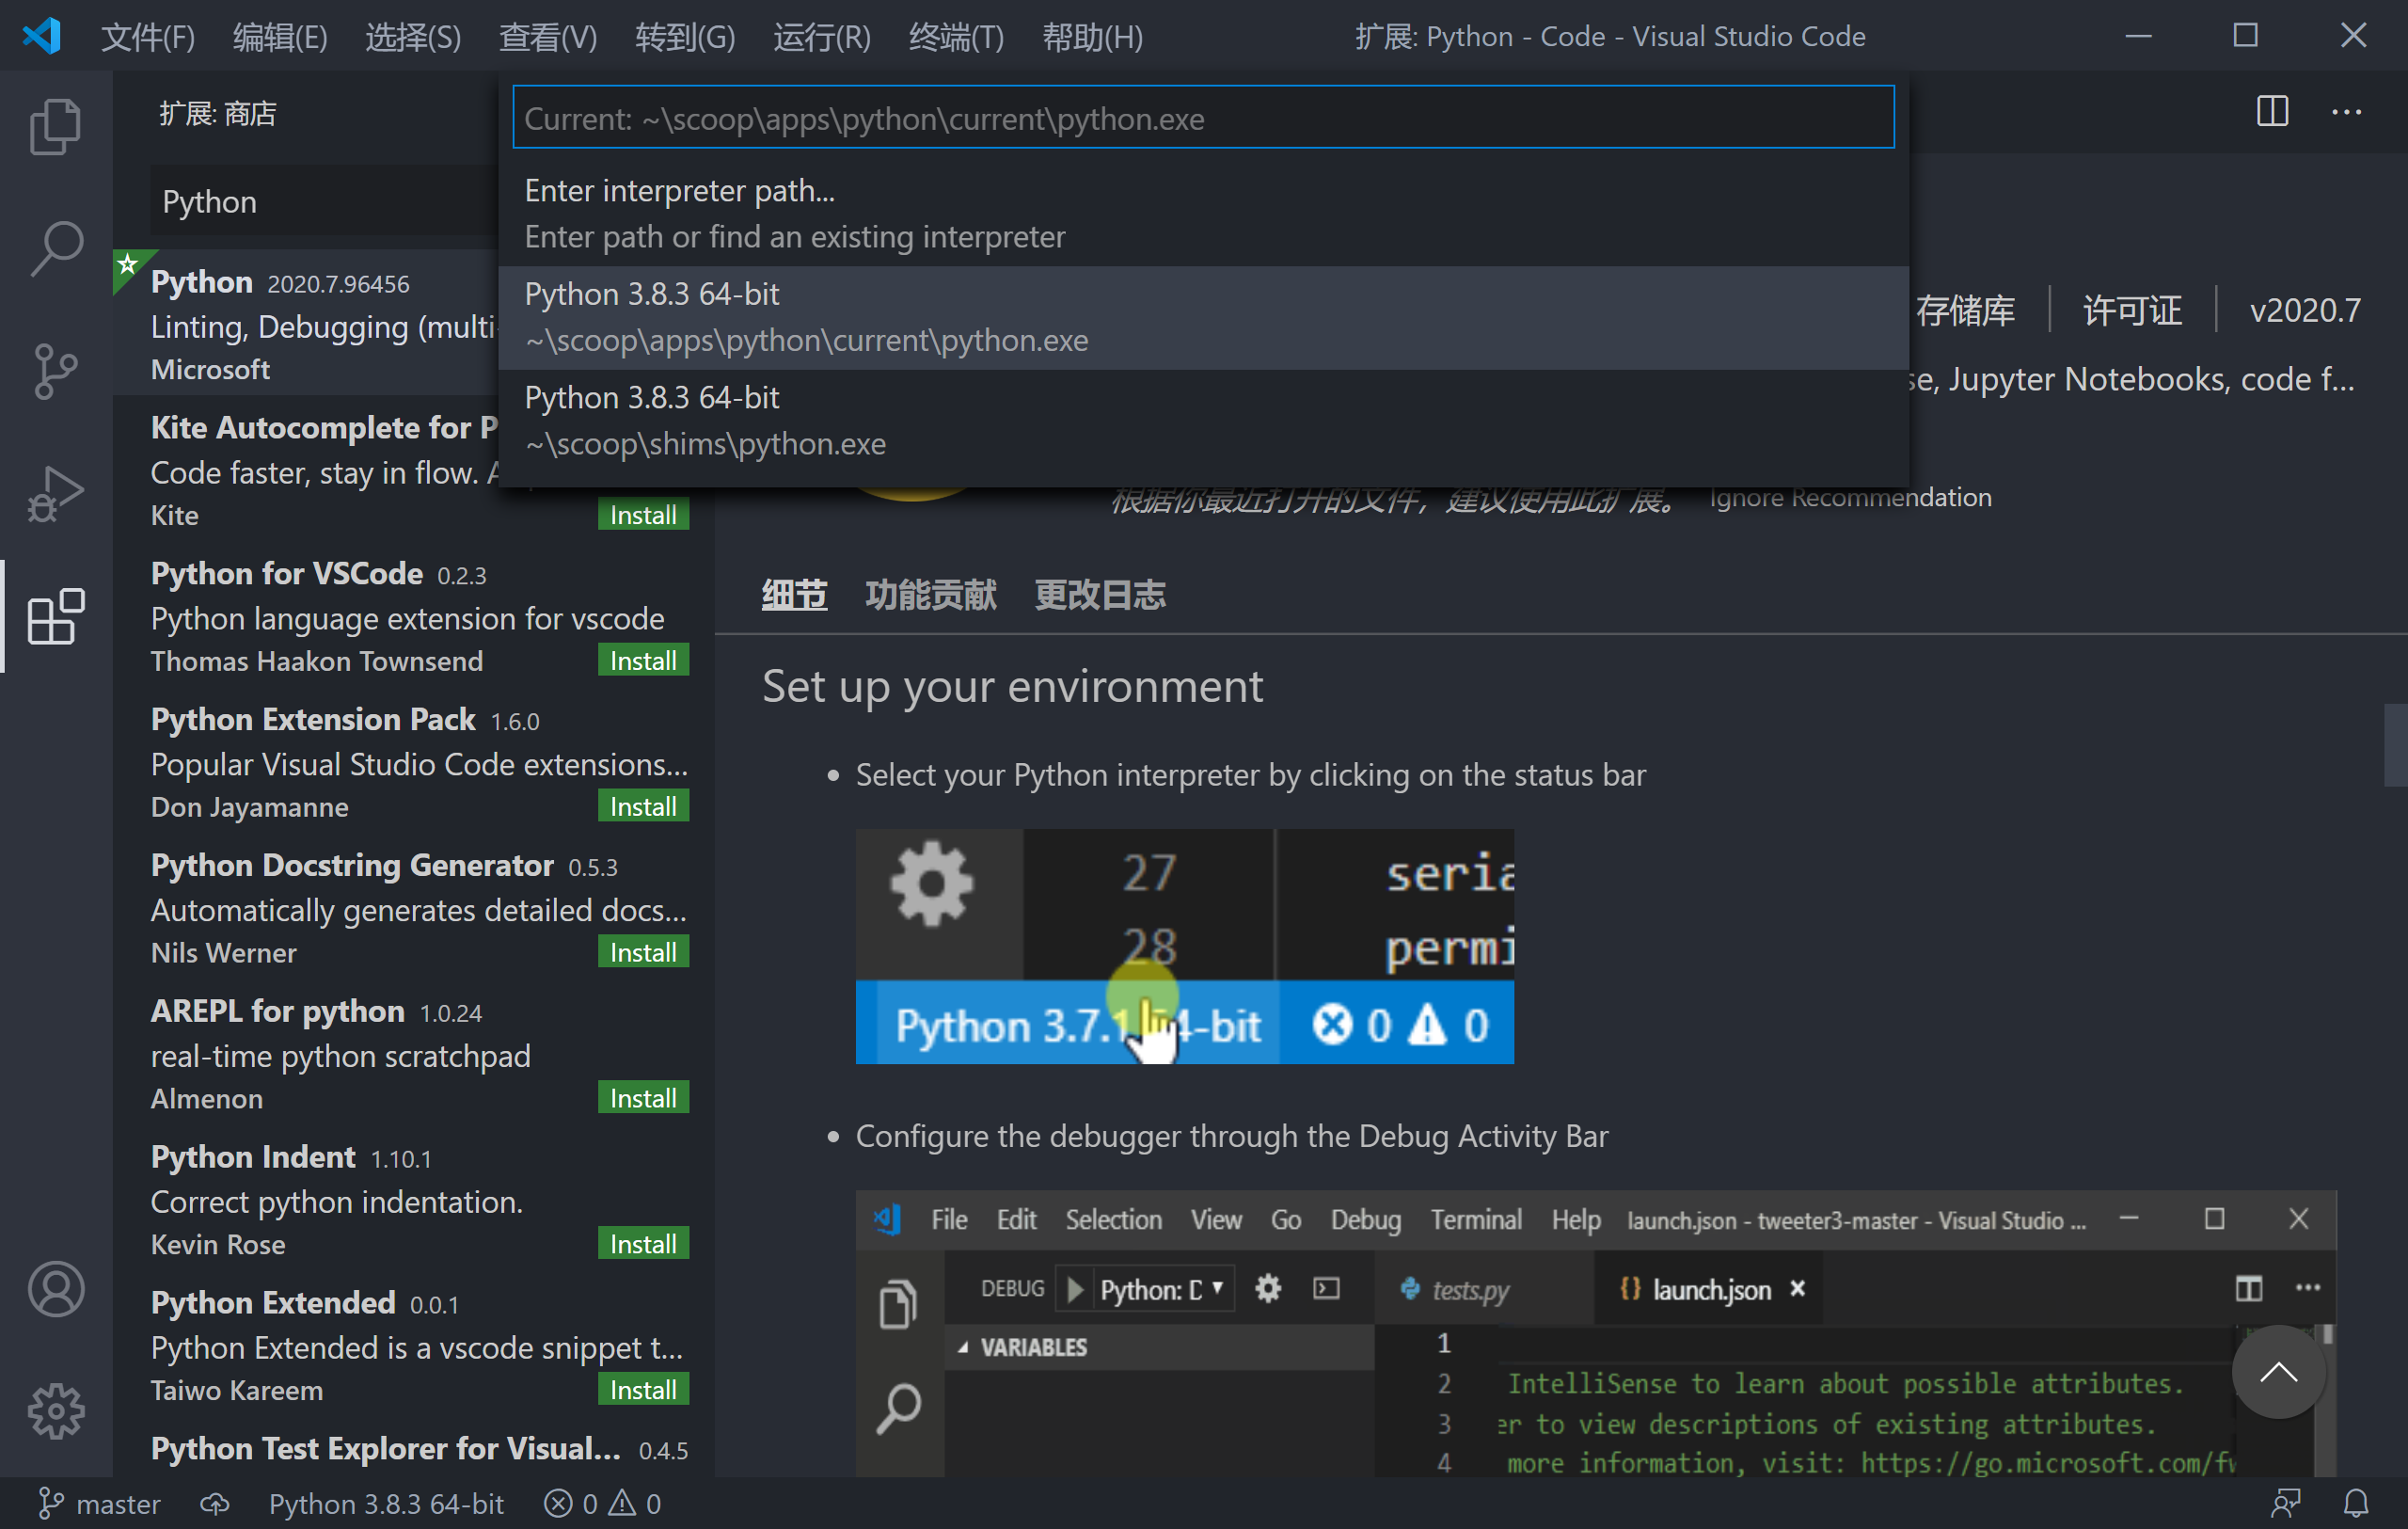 文件(F) 编辑(E) 选择(S) 查看(V) 转到(G) 运行(R) 终端(T) 帮助(H) 扩展: Python - Code - Visual Studio Code
扩展: 商店
Python
Current: ~\scoop\apps\python\current\python.exe
Enter interpreter path...
Enter path or find an existing interpreter
Python 3.8.3 64-bit
~\scoop\apps\python\current\python.exe
Python 3.8.3 64-bit
~\scoop\shims\python.exe
Python 2020.7.96456
Linting, Debugging (multi-
Microsoft
Kite Autocomplete for P
Code faster, stay in flow.
Kite Install
Python for VSCode 0.2.3
Python language extension for vscode
Thomas Haakon Townsend Install
Python Extension Pack 1.6.0
Popular Visual Studio Code extensions...
Don Jayamanne Install
Python Docstring Generator 0.5.3
Automatically generates detailed docs...
Nils Werner Install
AREPL for python 1.0.24
real-time python scratchpad
Almenon Install
Python Indent 1.10.1
Correct python indentation.
Kevin Rose Install
Python Extended 0.0.1
Python Extended is a vscode snippet t...
Taiwo Kareem Install
Python Test Explorer for Visual... 0.4.5
存储库 许可证 v2020.7
se, Jupyter Notebooks, code f...
根据你最近打开的文件，建议使用此扩展。 Ignore Recommendation
细节 功能贡献 更改日志
Set up your environment
• Select your Python interpreter by clicking on the status bar
27 seria
28 permi
Python 3.7.1 64-bit 0 0
• Configure the debugger through the Debug Activity Bar
File Edit Selection View Go Debug Terminal Help launch.json - tweeter3-master - Visual Studio ...
DEBUG Python: D tests.py {} launch.json
VARIABLES
1
2 IntelliSense to learn about possible attributes.
3 er to view descriptions of existing attributes.
4 more information, visit: https://go.microsoft.com/fw
master Python 3.8.3 64-bit 0 0